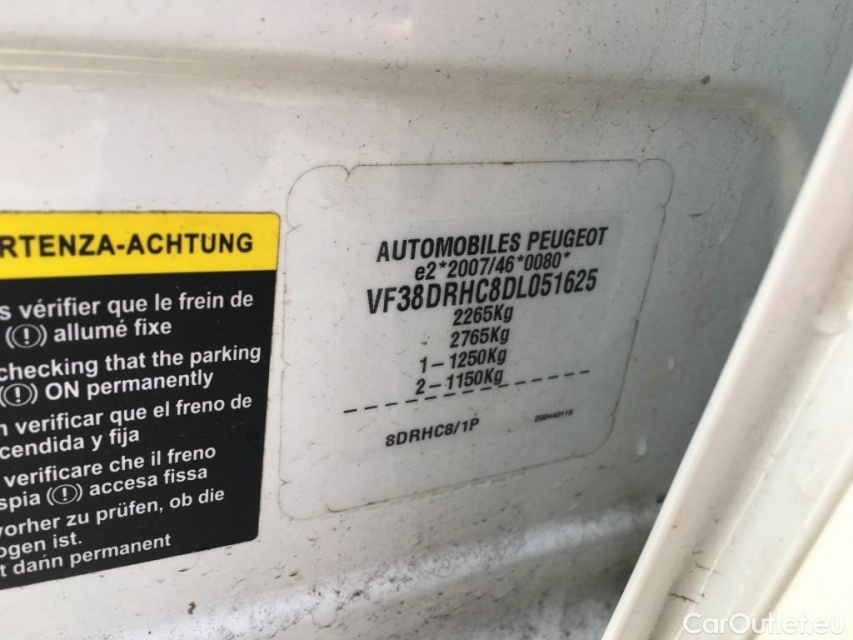 RTENZA-ACHTUNG
s vérifier que le frein de
(!) allumé fixe
checking that the parking
(!) ON permanently
n verificar que el freno de
cendida y fija
verificare che il freno
spia (!) accesa fissa
vorher zu prüfen, ob die
ogen ist.
t dann permanent
AUTOMOBILES PEUGEOT
e2*2007/46*0080*
VF38DRHC8DL051625
2265Kg
2765Kg
1-1250Kg
2-1150Kg
8DRHC8/1P
CarOutlet.eu